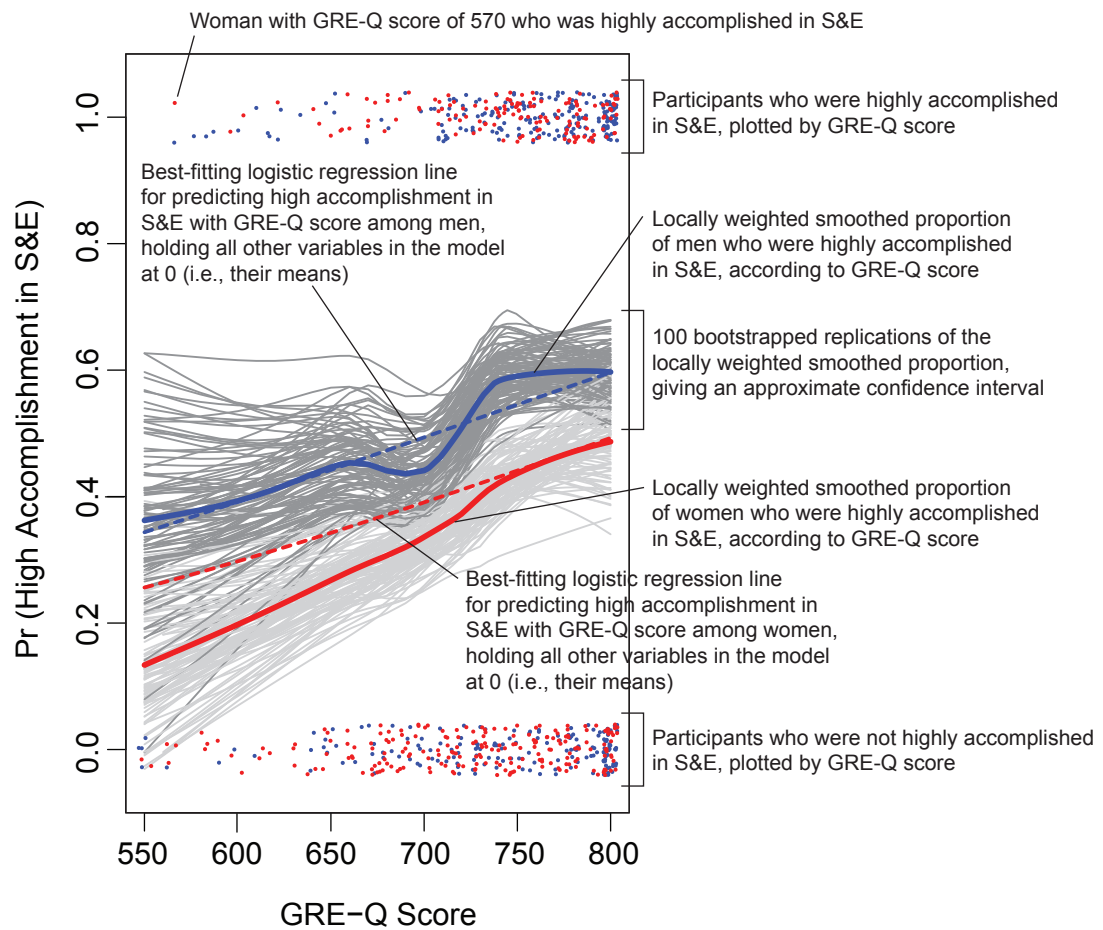 Woman with GRE-Q score of 570 who was highly accomplished in S&E
Participants who were highly accomplished
in S&E, plotted by GRE-Q score
Best-fitting logistic regression line
for predicting high accomplishment in
S&E with GRE-Q score among men,
holding all other variables in the model
at 0 (i.e., their means)
Locally weighted smoothed proportion
of men who were highly accomplished
in S&E, according to GRE-Q score
100 bootstrapped replications of the
locally weighted smoothed proportion,
giving an approximate confidence interval
Locally weighted smoothed proportion
of women who were highly accomplished
in S&E, according to GRE-Q score
Best-fitting logistic regression line
for predicting high accomplishment in
S&E with GRE-Q score among women,
holding all other variables in the model
at 0 (i.e., their means)
Participants who were not highly accomplished
in S&E, plotted by GRE-Q score
Pr (High Accomplishment in S&E)
1.0
0.8
0.6
0.4
0.2
0.0
550 600 650 700 750 800
GRE−Q Score